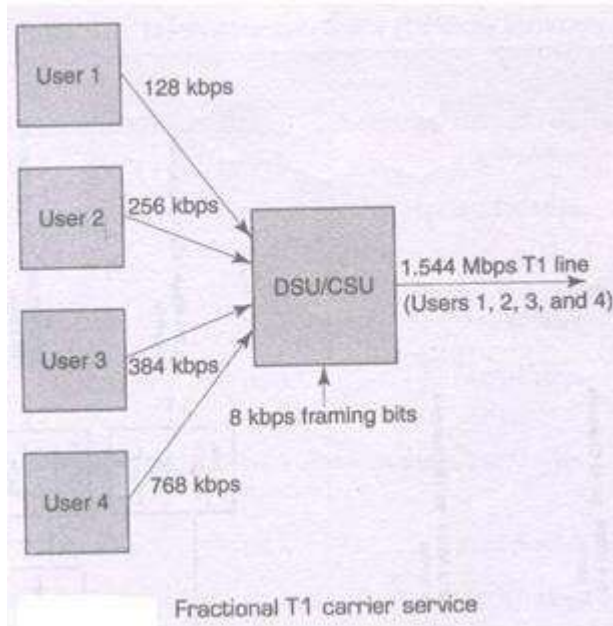 User 1
128 kbps
User 2
256 kbps
DSU/CSU
1.544 Mbps T1 line
(Users 1, 2, 3, and 4)
User 3
384 kbps
8 kbps framing bits
User 4
768 kbps
Fractional T1 carrier service